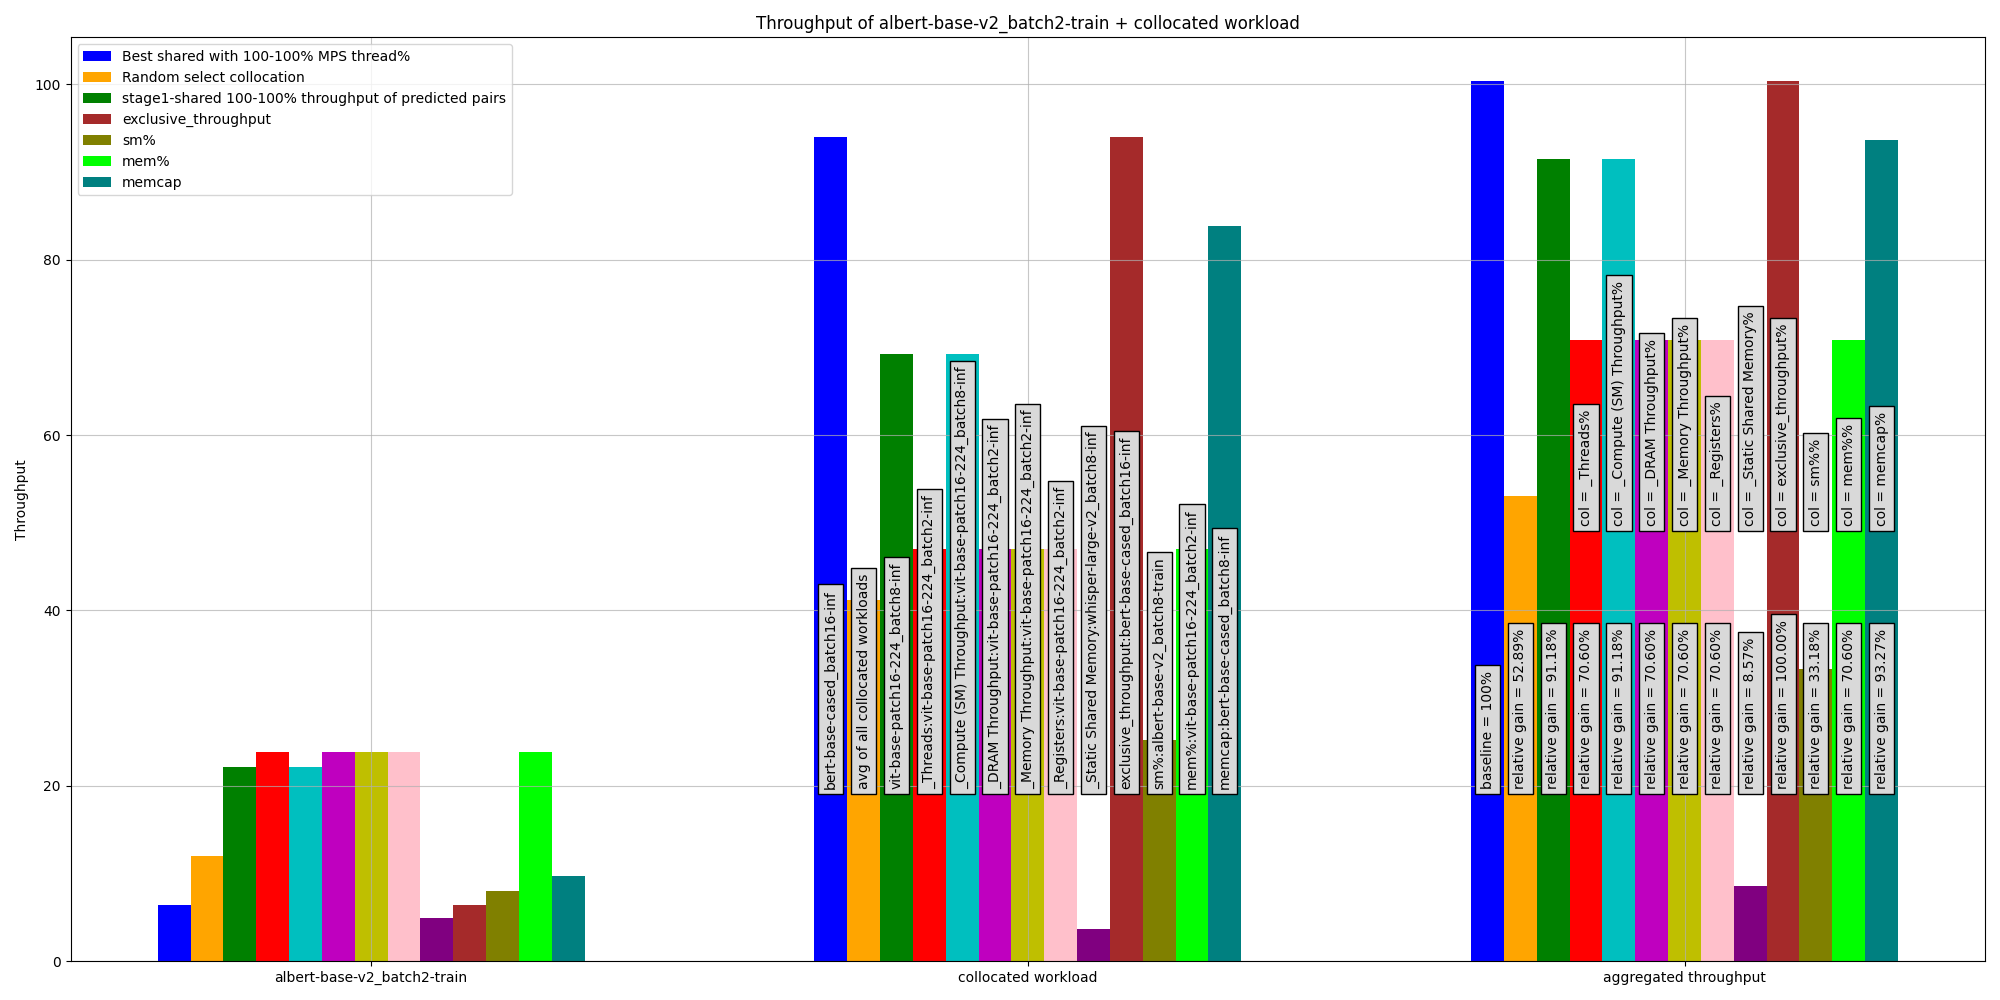 Throughput of albert-base-v2_batch2-train + collocated workload
Best shared with 100-100% MPS thread%
Random select collocation
stage1-shared 100-100% throughput of predicted pairs
exclusive_throughput
sm%
mem%
memcap
Throughput
100
80
60
40
20
0
bert-base-cased_batch16-inf
avg of all collocated workloads
vit-base-patch16-224_batch8-inf
_Threads:vit-base-patch16-224_batch2-inf
_Compute (SM) Throughput:vit-base-patch16-224_batch8-inf
_DRAM Throughput:vit-base-patch16-224_batch2-inf
_Memory Throughput:vit-base-patch16-224_batch2-inf
_Registers:vit-base-patch16-224_batch2-inf
_Static Shared Memory:whisper-large-v2_batch8-inf
exclusive_throughput:bert-base-cased_batch16-inf
sm%:albert-base-v2_batch8-train
mem%:vit-base-patch16-224_batch2-inf
memcap:bert-base-cased_batch8-inf
col = _Threads%
col = _Compute (SM) Throughput%
col = _DRAM Throughput%
col = _Memory Throughput%
col = _Registers%
col = _Static Shared Memory%
col = exclusive_throughput%
col = sm%%
col = mem%%
col = memcap%
baseline = 100%
relative gain = 52.89%
relative gain = 91.18%
relative gain = 70.60%
relative gain = 91.18%
relative gain = 70.60%
relative gain = 70.60%
relative gain = 70.60%
relative gain = 8.57%
relative gain = 100.00%
relative gain = 33.18%
relative gain = 70.60%
relative gain = 93.27%
albert-base-v2_batch2-train
collocated workload
aggregated throughput